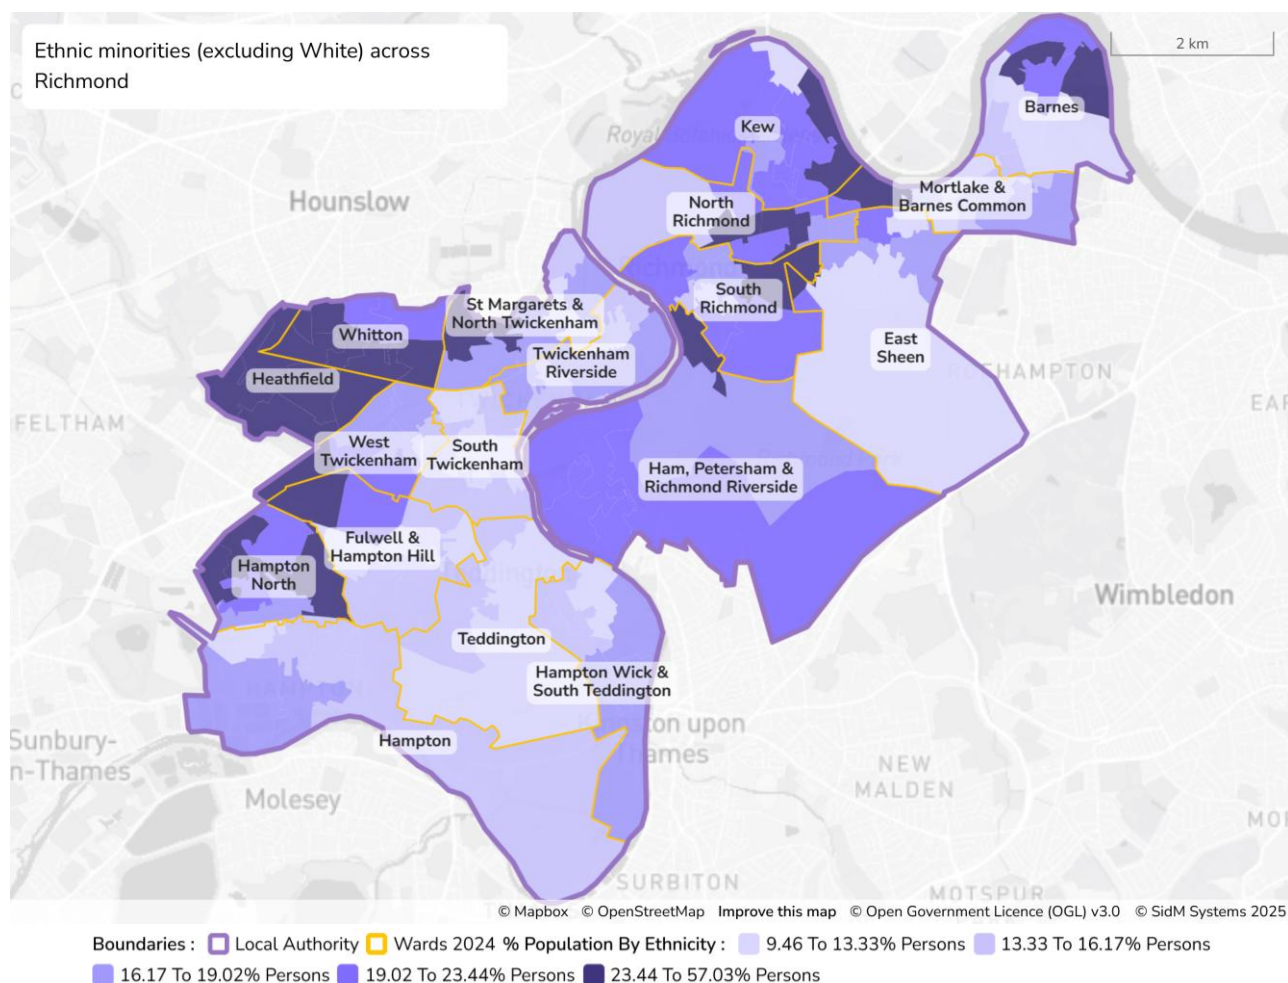 Ethnic minorities (excluding White) across
Richmond
2 km
Barnes
Kew
Hounslow
Mortlake &
Barnes Common
North
Richmond
South
Richmond
St Margarets &
North Twickenham
Whitton
Twickenham
Riverside
East
Sheen
Heathfield
FELTHAM
West
Twickenham
South
Twickenham
Ham, Petersham &
Richmond Riverside
Fulwell &
Hampton Hill
Hampton
North
Wimbledon
Teddington
Hampton Wick &
South Teddington
Hampton
Sunbury-
n-Thames
Molesey
NEW
MALDEN
SURBITON
MOTSPUR
© Mapbox © OpenStreetMap Improve this map © Open Government Licence (OGL) v3.0 © SidM Systems 2025
Boundaries : Local Authority Wards 2024 % Population By Ethnicity : 9.46 To 13.33% Persons 13.33 To 16.17% Persons
16.17 To 19.02% Persons 19.02 To 23.44% Persons 23.44 To 57.03% Persons